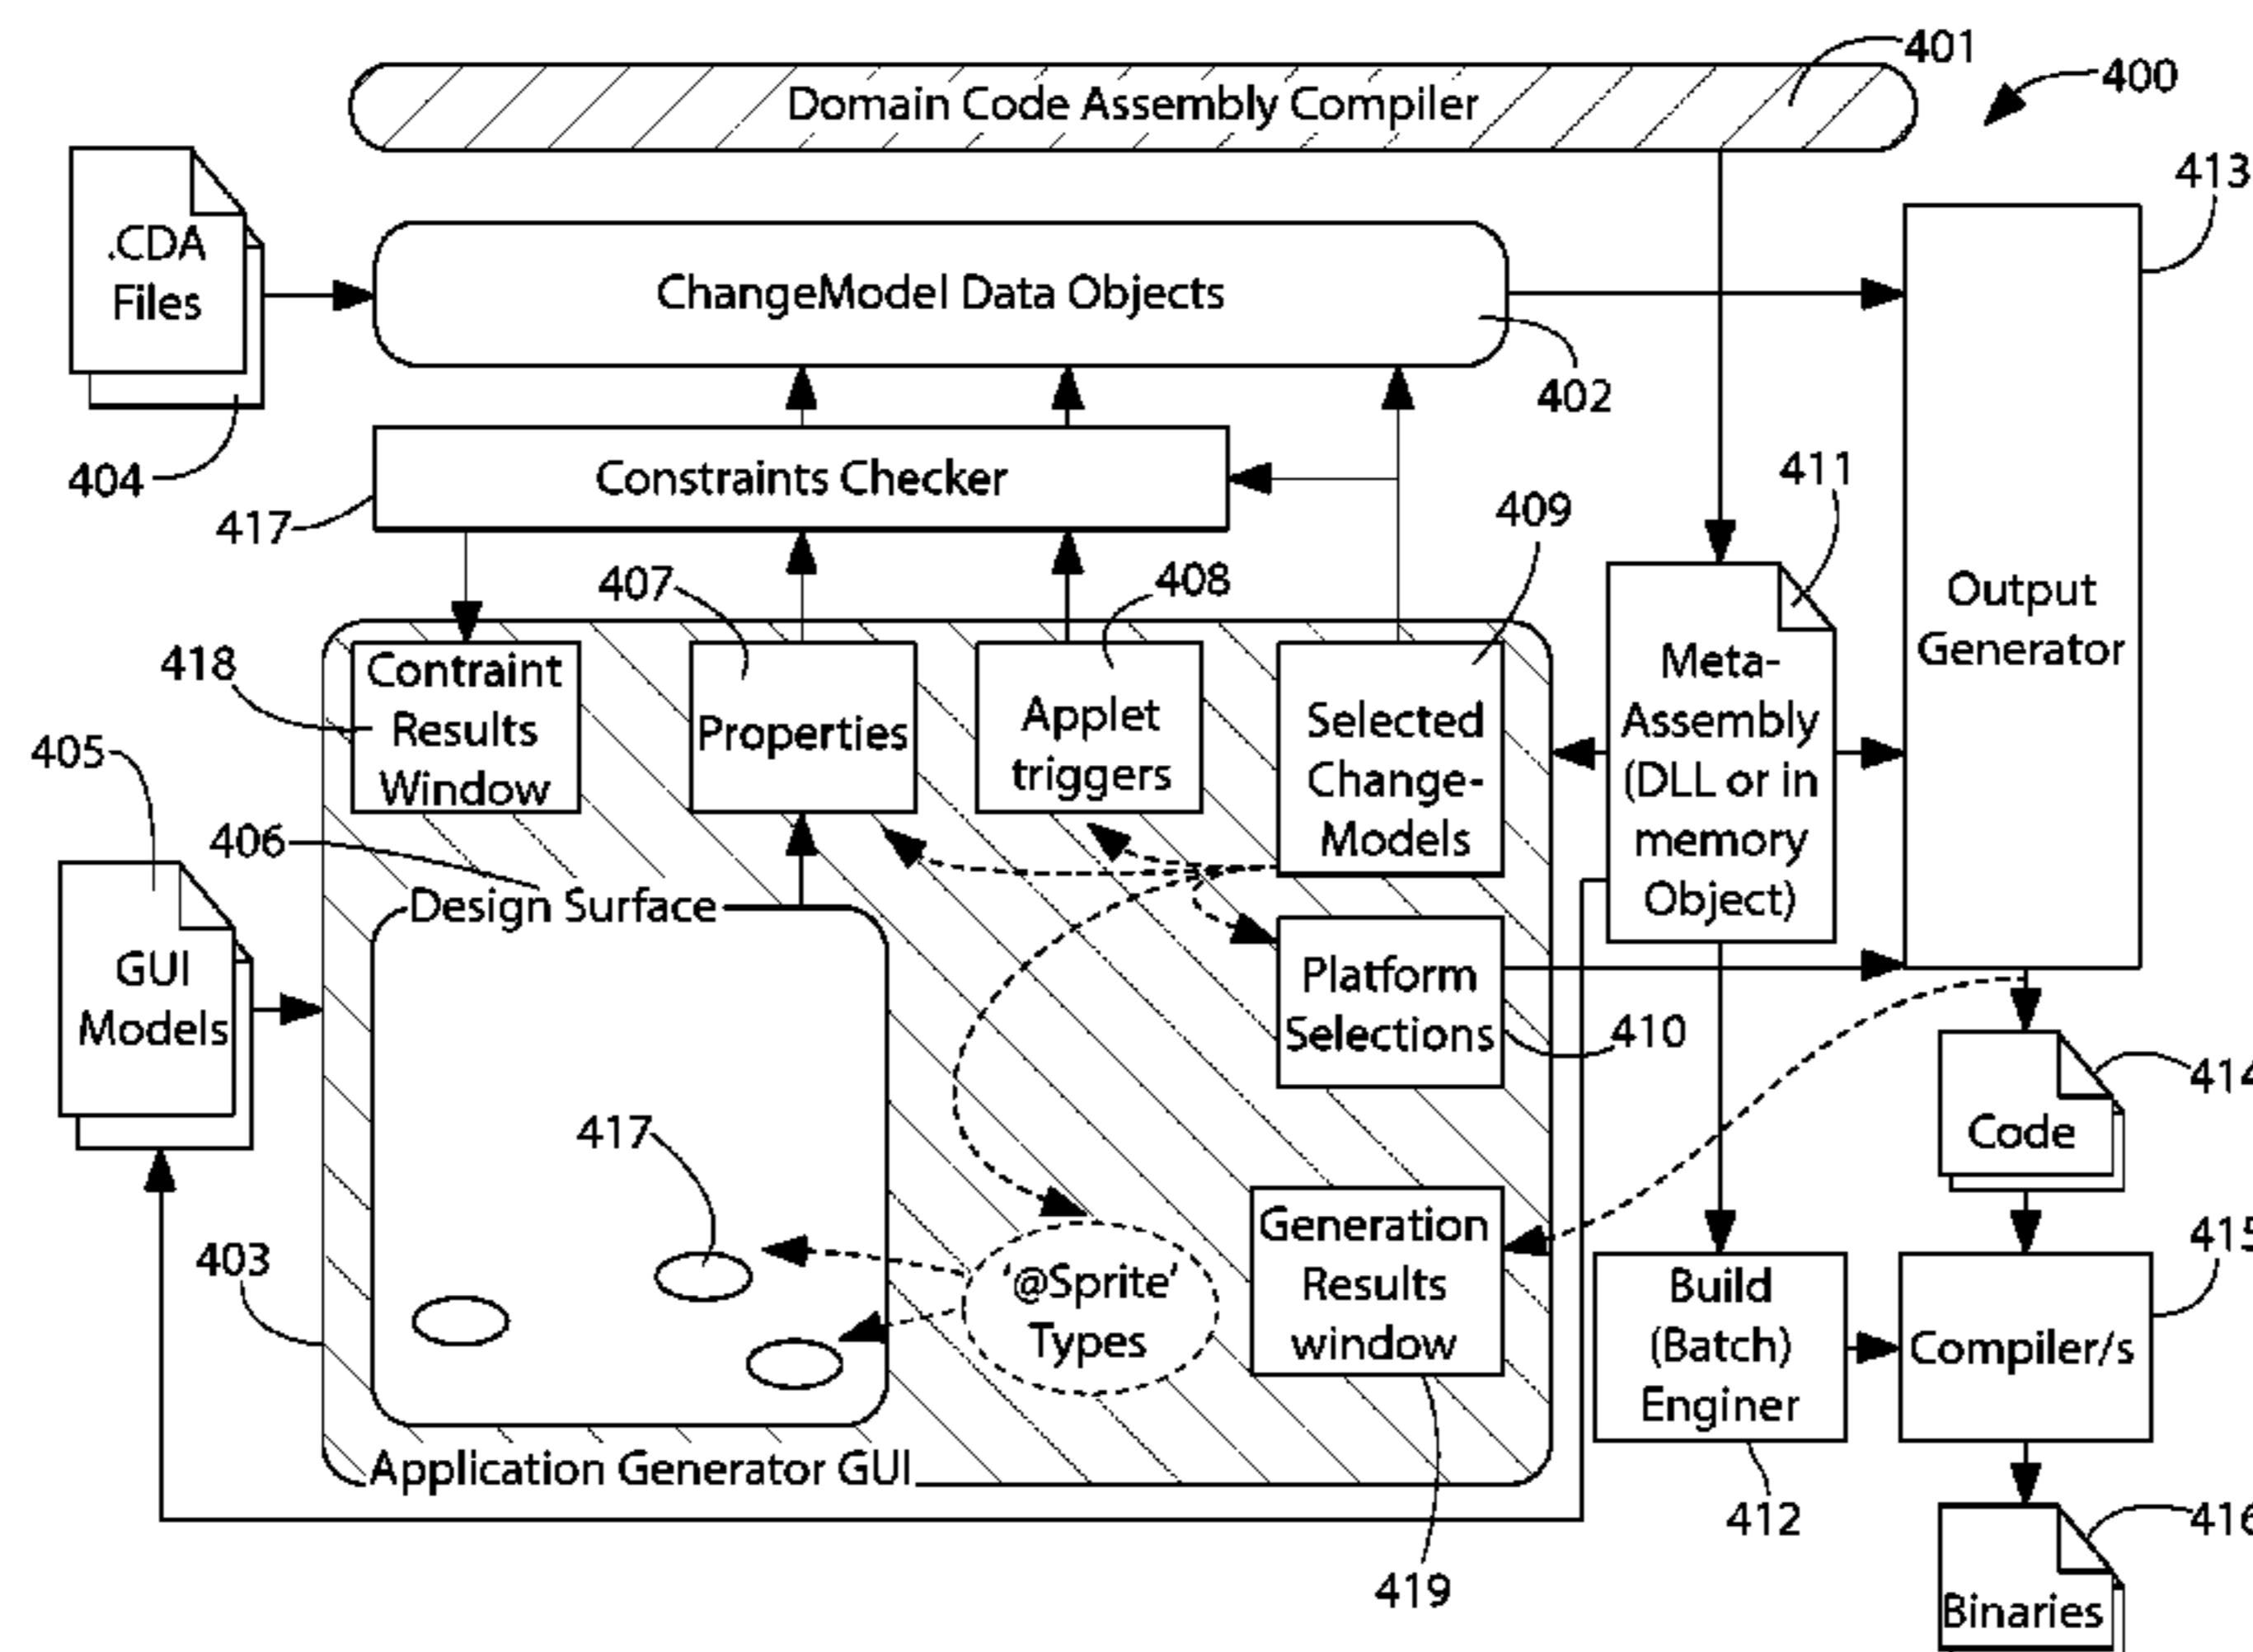 401
400
Domain Code Assembly Compiler
413
.CDA
Files
ChangeModel Data Objects
402
404
Constraints Checker
417
411
409
407
408
Output
Generator
418
Contraint
Results
Window
Properties
Applet
triggers
Selected
Change-
Models
Meta-
Assembly
(DLL or in
memory
Object)
405
406
Design Surface
GUI
Models
Platform
Selections
410
414
Code
417
403
'@Sprite'
Types
Generation
Results
window
415
Build
(Batch)
Enginer
Compiler/s
Application Generator GUI
412
416
419
Binaries